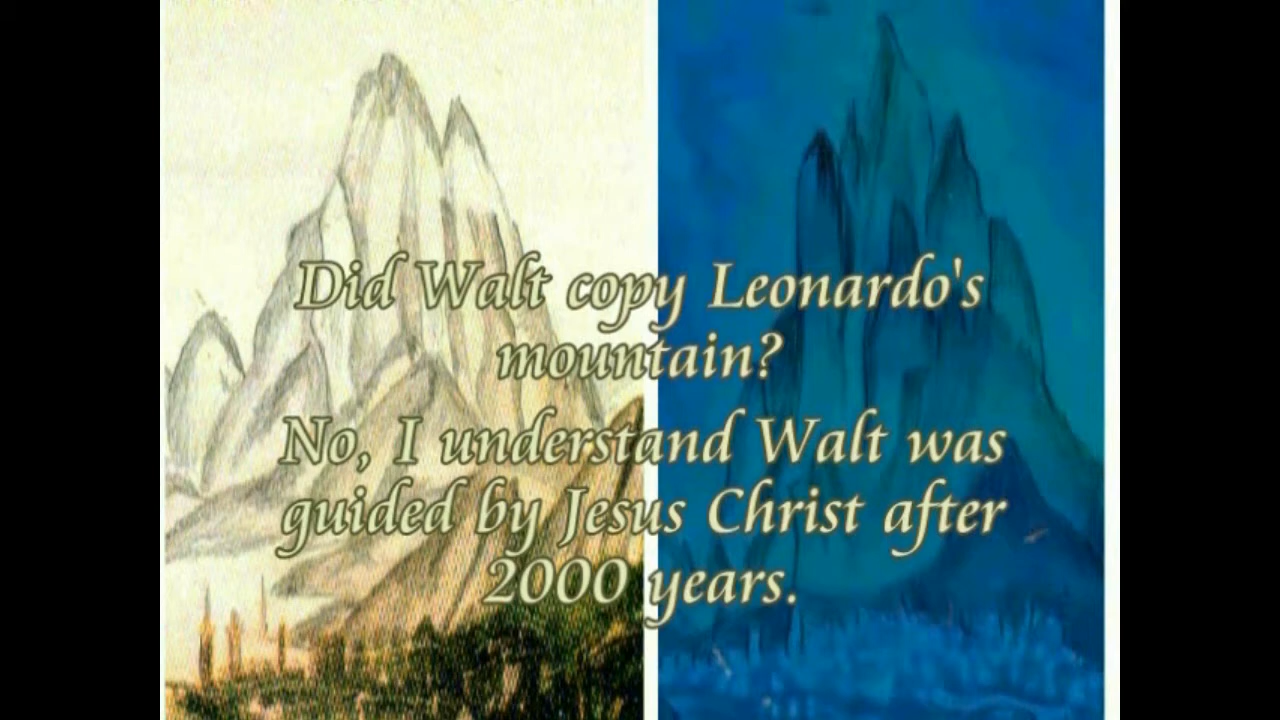 Did Walt copy Leonardo's
mountain?
No, I understand Walt was
guided by Jesus Christ after
2000 years.